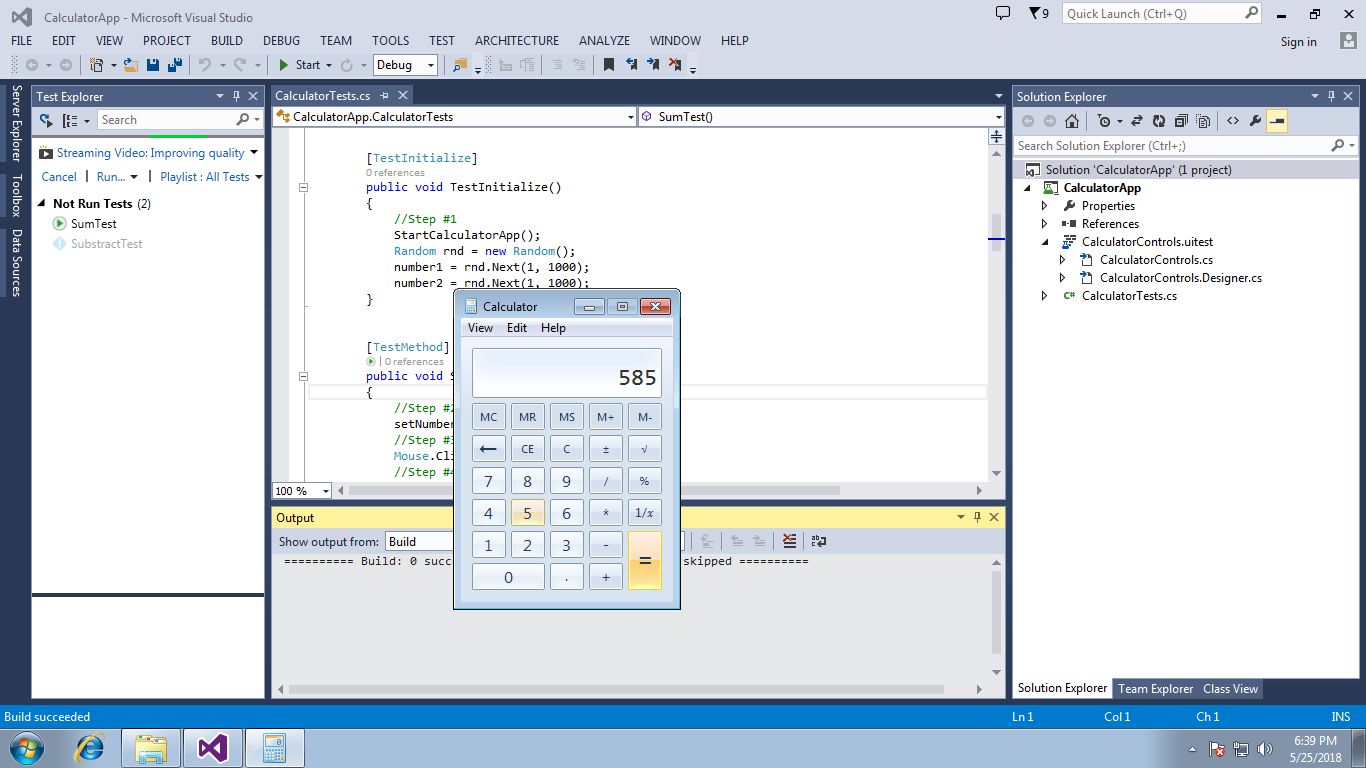 CalculatorApp - Microsoft Visual Studio
9
Quick Launch (Ctrl+Q)
FILE EDIT VIEW PROJECT BUILD DEBUG TEAM TOOLS TEST ARCHITECTURE ANALYZE WINDOW HELP
Sign in
Start
Debug
Server Explorer
Toolbox
Data Sources
Test Explorer
Search
Streaming Video: Improving quality
Cancel | Run... | Playlist : All Tests
Not Run Tests (2)
SumTest
SubstractTest
CalculatorTests.cs
CalculatorApp.CalculatorTests
SumTest()
[TestInitialize]
0 references
public void TestInitialize()
{
//Step #1
StartCalculatorApp();
Random rnd = new Random();
number1 = rnd.Next(1, 1000);
number2 = rnd.Next(1, 1000);
}
[TestMethod]
| 0 references
public void
{
//Step #
setNumber
//Step #
Mouse.Cli
//Step #4
100 %
Calculator
View Edit Help
585
MC MR MS M+ M-
← CE C ± √
7 8 9 / %
4 5 6 * 1/x
1 2 3 - =
0 . +
Output
Show output from: Build
========== Build: 0 succ
skipped ==========
Solution Explorer
Search Solution Explorer (Ctrl+;)
Solution 'CalculatorApp' (1 project)
CalculatorApp
Properties
References
CalculatorControls.uitest
CalculatorControls.cs
CalculatorControls.Designer.cs
C# CalculatorTests.cs
Solution Explorer Team Explorer Class View
Build succeeded
Ln 1 Col 1 Ch 1 INS
6:39 PM
5/25/2018